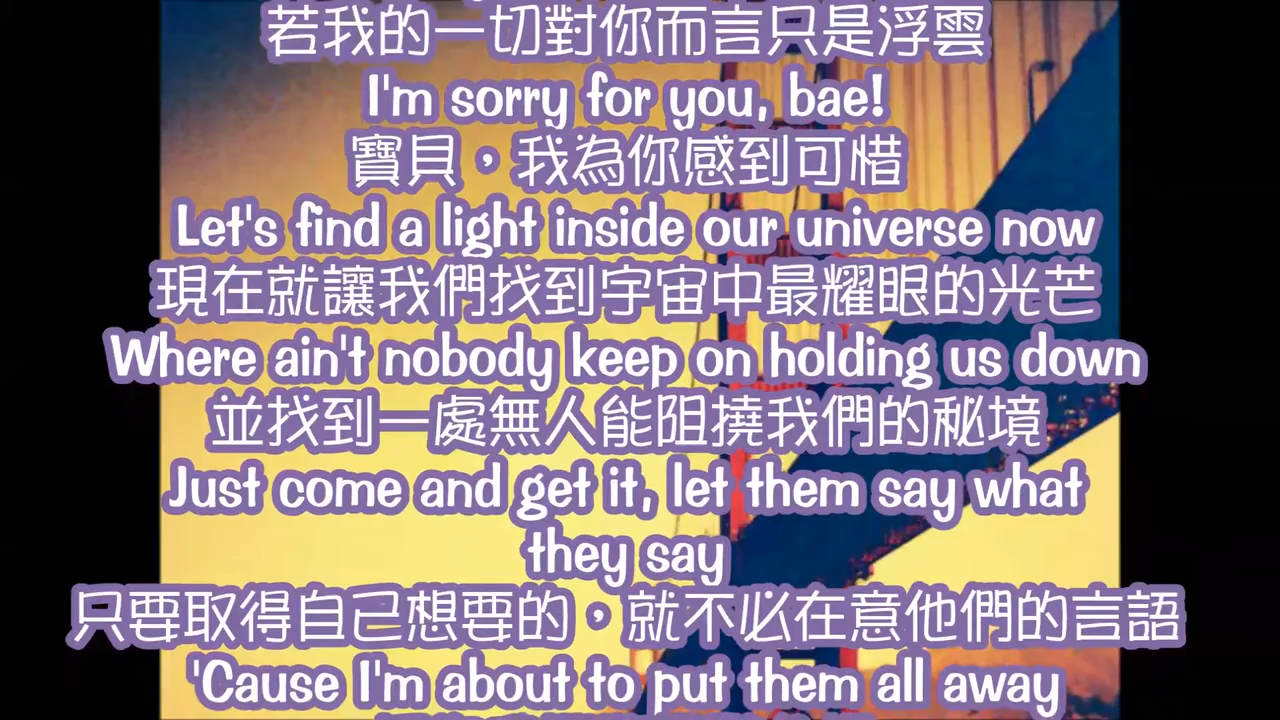 若我的一切對你而言只是浮雲
I'm sorry for you, bae!
寶貝，我為你感到可惜
Let's find a light inside our universe now
現在就讓我們找到宇宙中最耀眼的光芒
Where ain't nobody keep on holding us down
並找到一處無人能阻撓我們的秘境
Just come and get it, let them say what
they say
只要取得自己想要的，就不必在意他們的言語
'Cause I'm about to put them all away